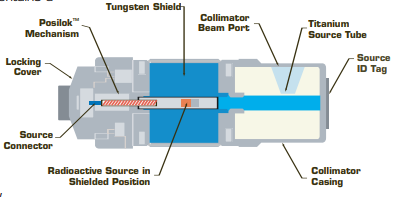 Tungsten Shield
Posilok™
Mechanism
Collimator
Beam Port
Titanium
Source Tube
Locking
Cover
Source
ID Tag
Source
Connector
Radioactive Source in
Shielded Position
Collimator
Casing